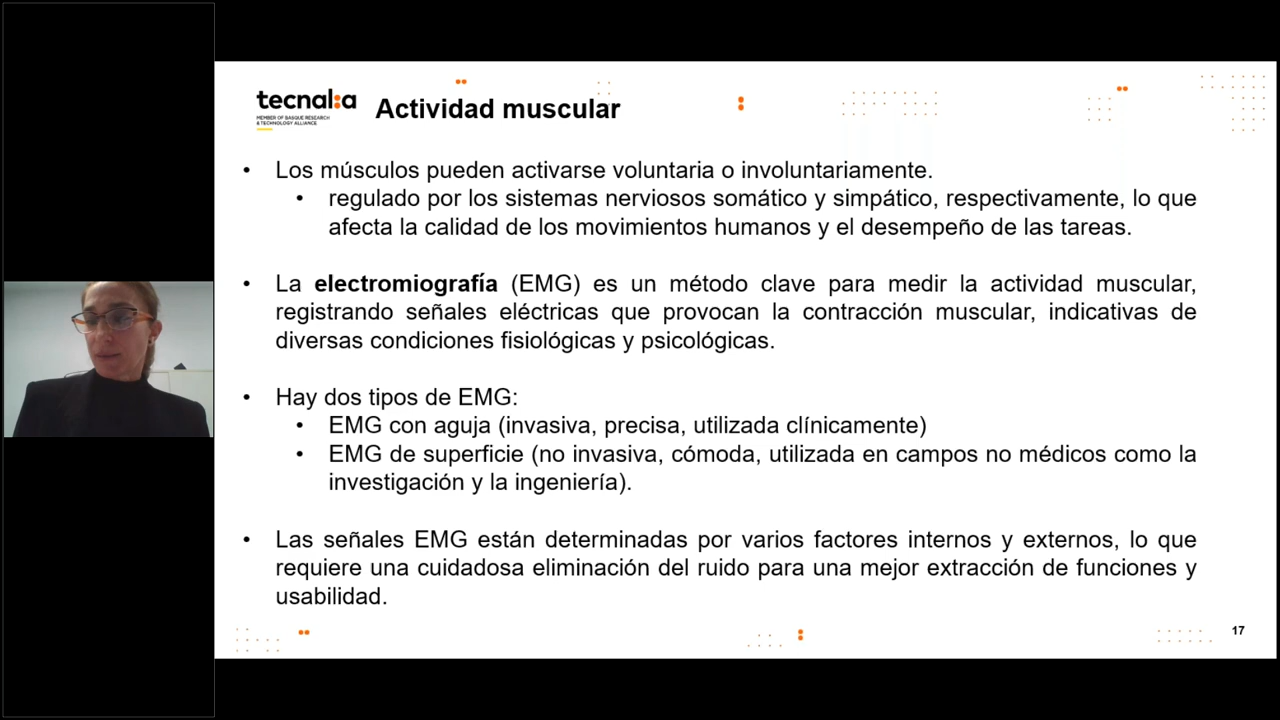 tecnal:a
MEMBER OF BASQUE RESEARCH
& TECHNOLOGY ALLIANCE
Actividad muscular
• Los músculos pueden activarse voluntaria o involuntariamente.
• regulado por los sistemas nerviosos somático y simpático, respectivamente, lo que
afecta la calidad de los movimientos humanos y el desempeño de las tareas.
• La electromiografía (EMG) es un método clave para medir la actividad muscular,
registrando señales eléctricas que provocan la contracción muscular, indicativas de
diversas condiciones fisiológicas y psicológicas.
• Hay dos tipos de EMG:
• EMG con aguja (invasiva, precisa, utilizada clínicamente)
• EMG de superficie (no invasiva, cómoda, utilizada en campos no médicos como la
investigación y la ingeniería).
• Las señales EMG están determinadas por varios factores internos y externos, lo que
requiere una cuidadosa eliminación del ruido para una mejor extracción de funciones y
usabilidad.
17